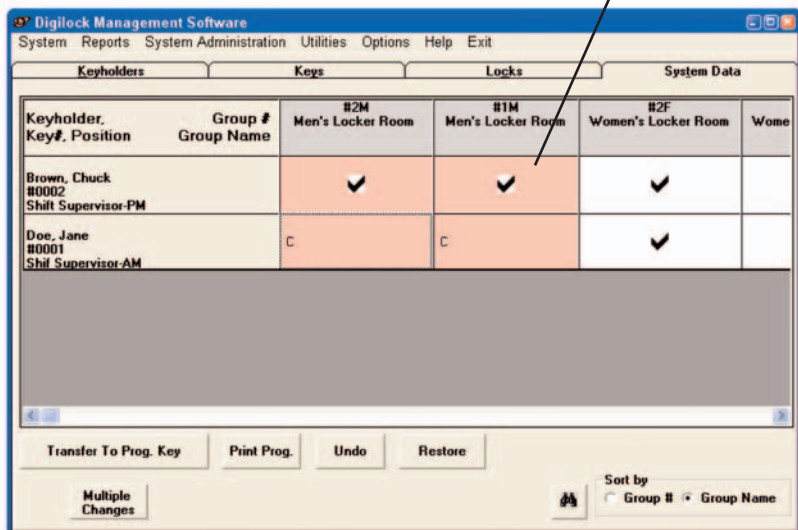 Digilock Management Software
System Reports System Administration Utilities Options Help Exit
Keyholders Keys Locks System Data
Keyholder, Group #
Key#, Position Group Name
#2M
Men's Locker Room
#1M
Men's Locker Room
#2F
Women's Locker Room
Wome
Brown, Chuck
#0002
Shift Supervisor-PM
Doe, Jane
#0001
Shif Supervisor-AM
C
C
Transfer To Prog. Key Print Prog. Undo Restore
Multiple
Changes
Sort by
Group # Group Name